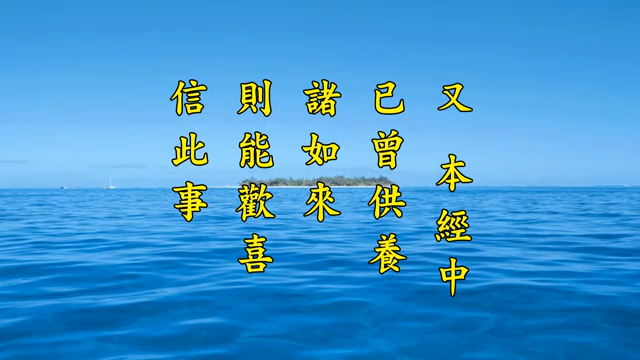 又 本經中
已曾供養
諸如來
則能歡喜
信此事